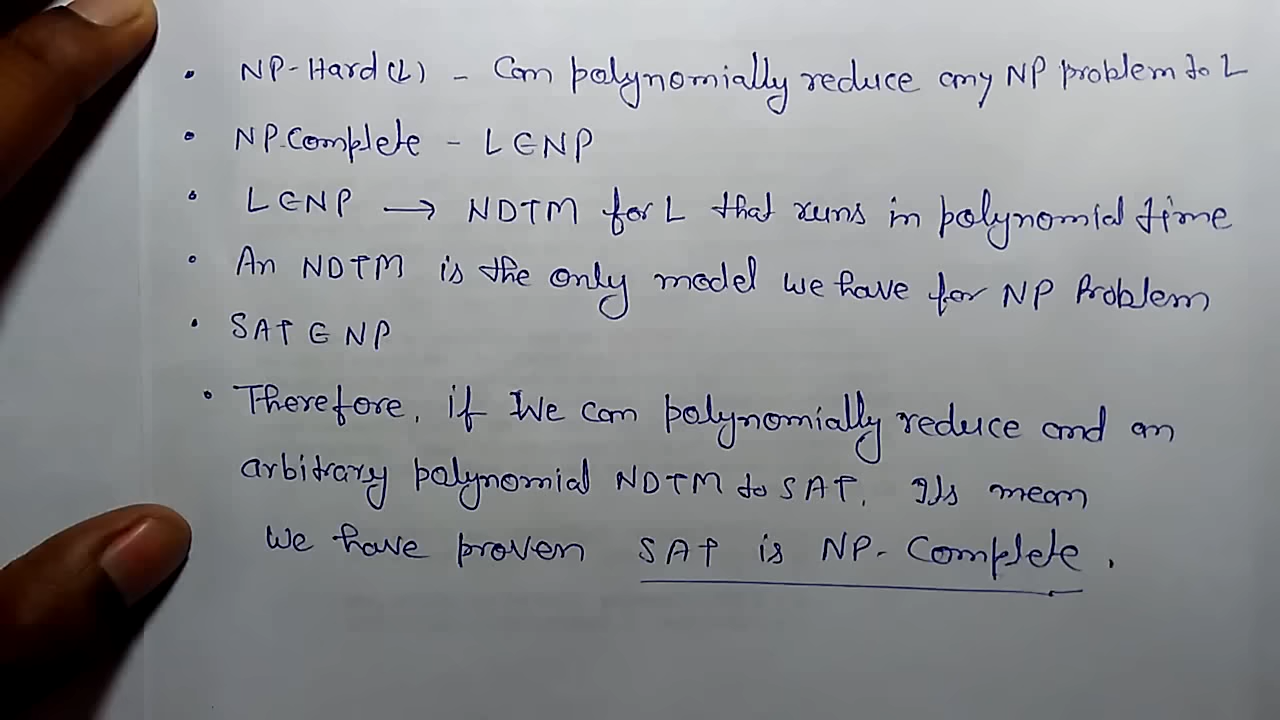 • NP-Hard(L) - Can polynomially reduce any NP problem to L
• NP-Complete - L ∈ NP
• L ∈ NP → NDTM for L that runs in polynomial time
• An NDTM is the only model we have for NP Problem
• SAT ∈ NP
• Therefore, if We can polynomially reduce and an
arbitrary polynomial NDTM to SAT, Its mean
We have proven SAT is NP-Complete.